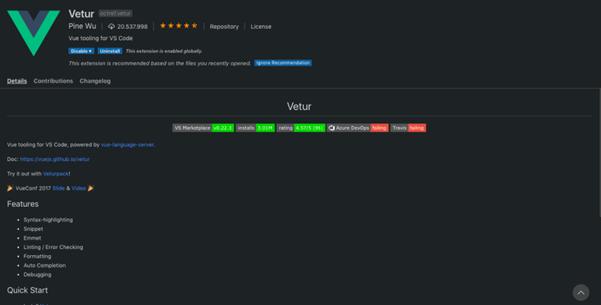 Vetur octref.vetur
Pine Wu 20.537.998 Repository License
Vue tooling for VS Code
Disable Uninstall This extension is enabled globally.
This extension is recommended based on the files you recently opened. Ignore Recommendation
Details Contributions Changelog
Vetur
VS Marketplace v0.22.3 installs 3.01M rating 4.57/5 (96) Azure DevOps failing Travis failing
Vue tooling for VS Code, powered by vue-language-server.
Doc: https://vuejs.github.io/vetur
Try it out with Veturpack!
🎉 VueConf 2017 Slide & Video 🎉
Features
• Syntax-highlighting
• Snippet
• Emmet
• Linting / Error Checking
• Formatting
• Auto Completion
• Debugging
Quick Start